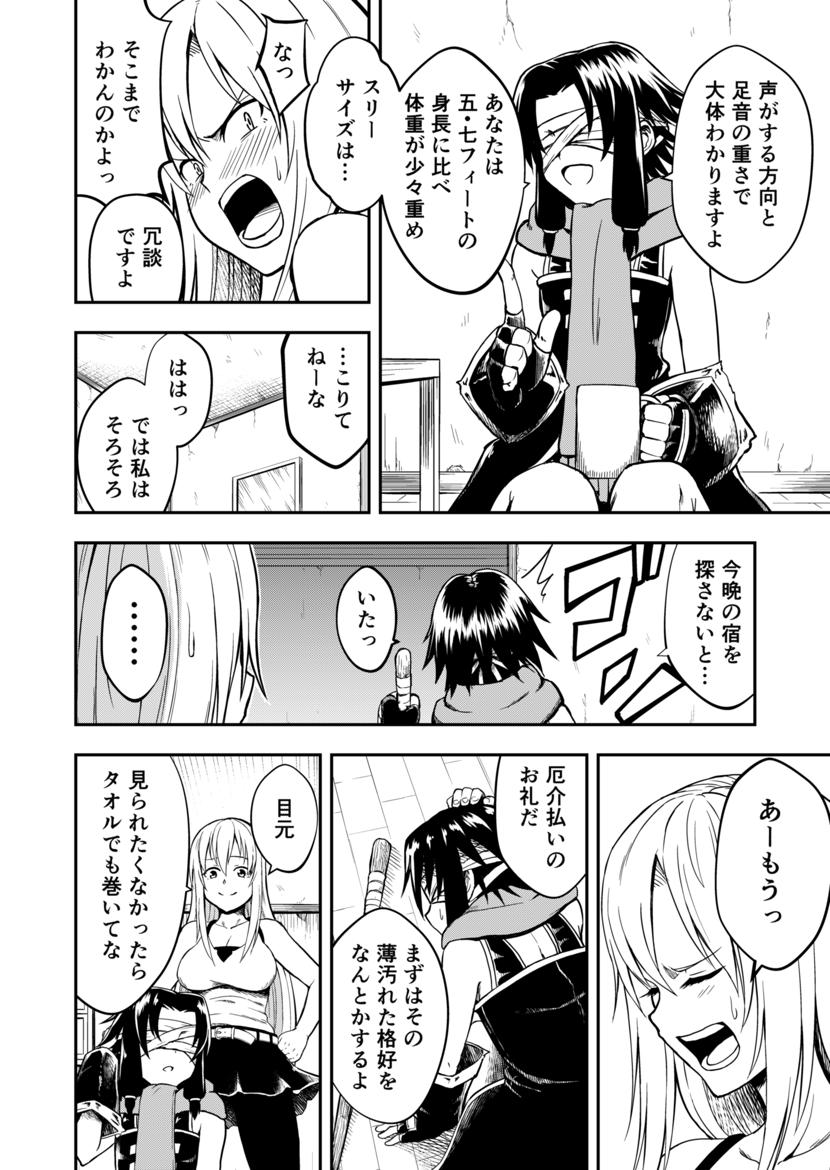 声がする方向と
足音の重さで
大体わかりますよ
あなたは
五・七フィートの
身長に比べ
体重が少々重め
スリー
サイズは…
なっ
そこまで
わかんのかよっ
冗談
ですよ
…こりて
ねーな
ははっ
では私は
そろそろ
今晩の宿を
探さないと…
ゴンッ
いたっ
……
あーもうっ
厄介払いの
お礼だ
まずはその
薄汚れた格好を
なんとかするよ
目元
見られたくなかったら
タオルでも巻いてな